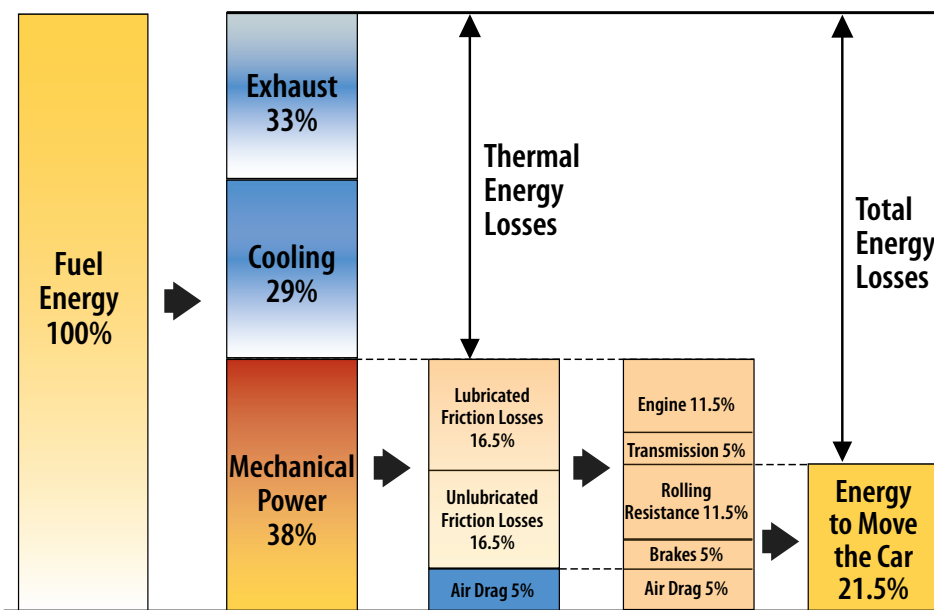 Fuel
Energy
100%
Exhaust
33%
Cooling
29%
Mechanical
Power
38%
Thermal
Energy
Losses
Lubricated
Friction Losses
16.5%
Unlubricated
Friction Losses
16.5%
Air Drag 5%
Engine 11.5%
Transmission 5%
Rolling
Resistance 11.5%
Brakes 5%
Air Drag 5%
Total
Energy
Losses
Energy
to Move
the Car
21.5%